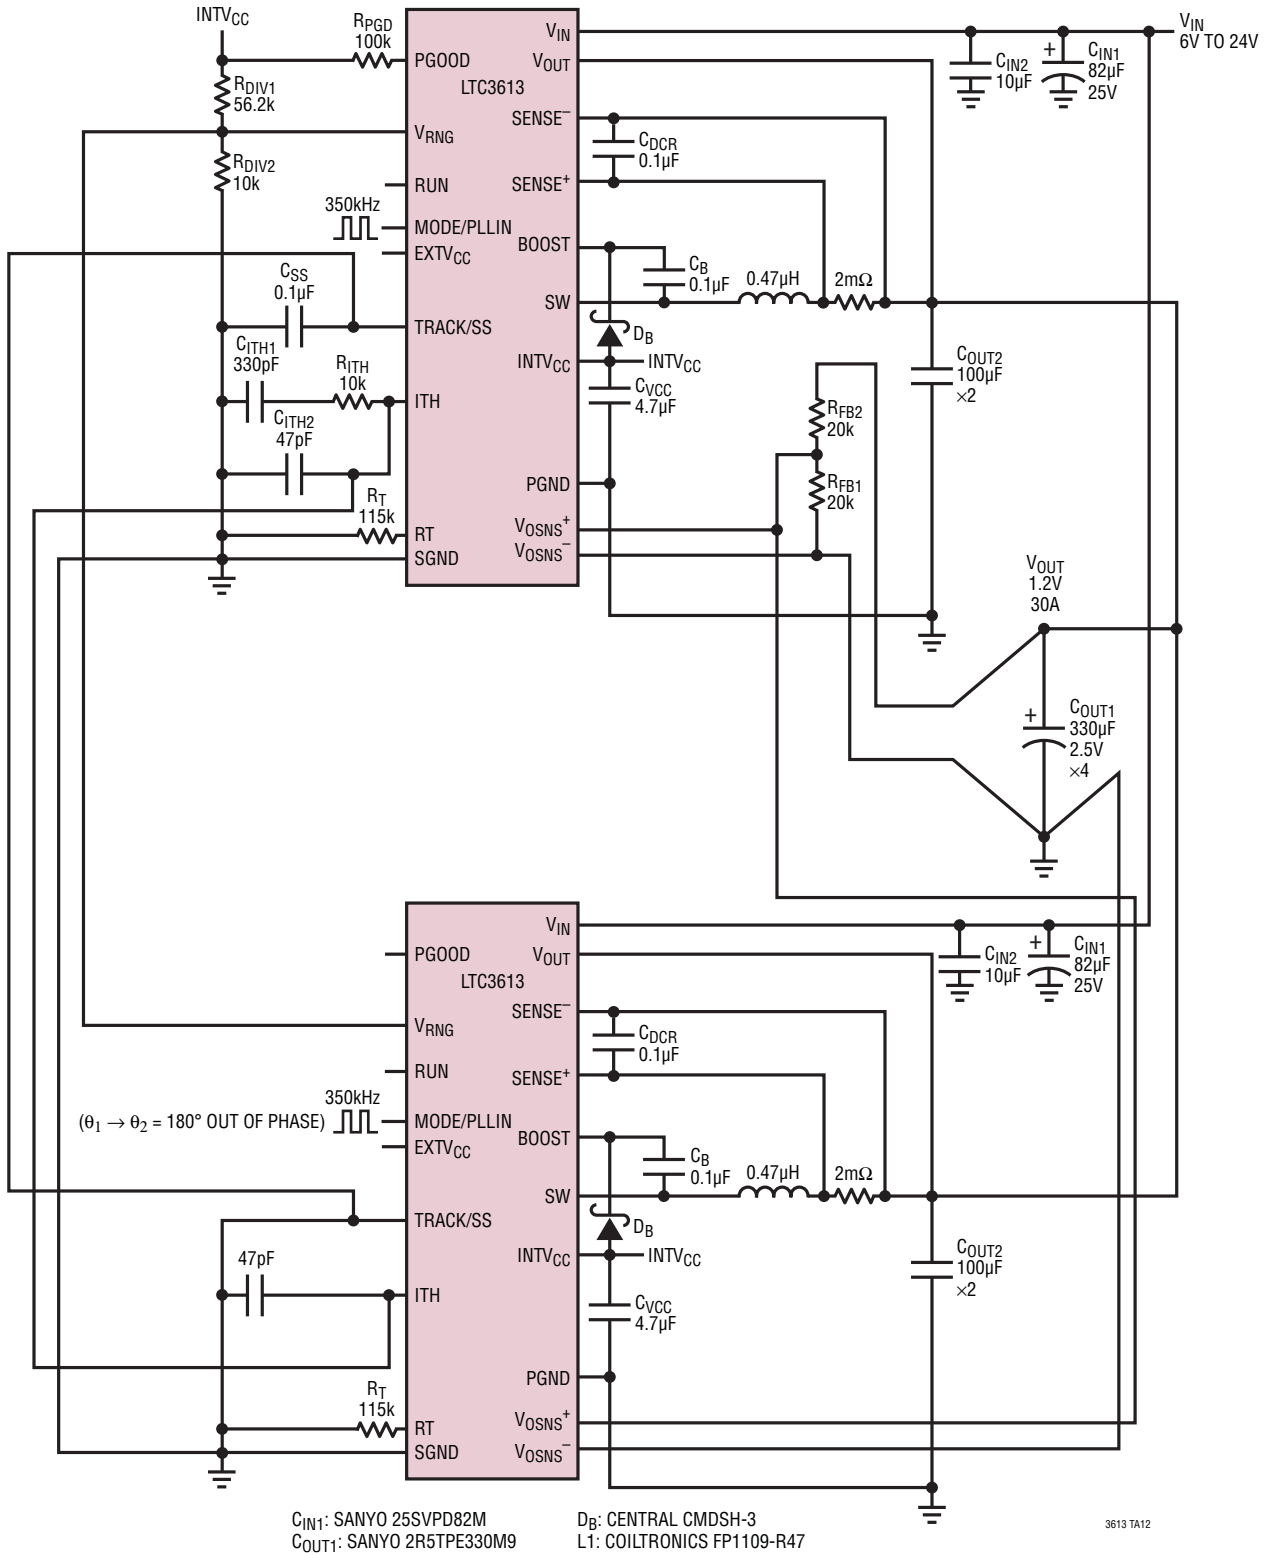 INTVCC
RPGD
100k
RDIV1
56.2k
RDIV2
10k
350kHz
CSS
0.1µF
CITH1
330pF
RITH
10k
CITH2
47pF
RT
115k
PGOOD
LTC3613
VRNG
RUN
MODE/PLLIN
EXTVCC
TRACK/SS
ITH
RT
SGND
VIN
VOUT
SENSE–
SENSE+
BOOST
SW
INTVCC
PGND
VOSNS+
VOSNS–
CDCR
0.1µF
CB
0.1µF
0.47µH
2mΩ
DB
INTVCC
CVCC
4.7µF
RFB2
20k
RFB1
20k
CIN2
10µF
+
CIN1
82µF
25V
VIN
6V TO 24V
COUT2
100µF
×2
VOUT
1.2V
30A
+
COUT1
330µF
2.5V
×4
350kHz
(θ1 → θ2 = 180° OUT OF PHASE)
47pF
RT
115k
PGOOD
LTC3613
VRNG
RUN
MODE/PLLIN
EXTVCC
TRACK/SS
ITH
RT
SGND
VIN
VOUT
SENSE–
SENSE+
BOOST
SW
INTVCC
PGND
VOSNS+
VOSNS–
CDCR
0.1µF
CB
0.1µF
0.47µH
2mΩ
DB
INTVCC
CVCC
4.7µF
CIN2
10µF
+
CIN1
82µF
25V
COUT2
100µF
×2
CIN1: SANYO 25SVPD82M
COUT1: SANYO 2R5TPE330M9
DB: CENTRAL CMDSH-3
L1: COILTRONICS FP1109-R47
3613 TA12